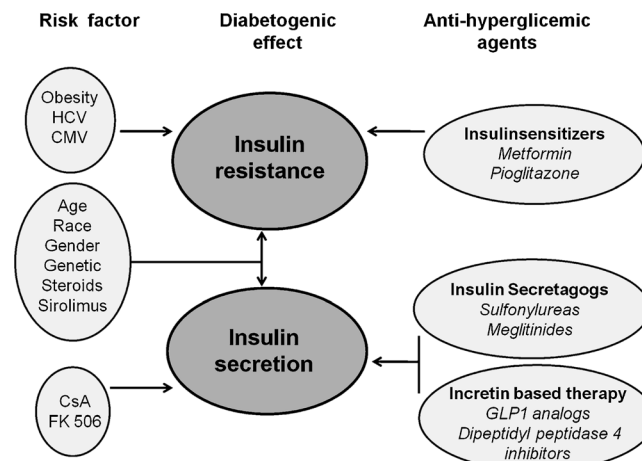 Risk factor
Diabetogenic
effect
Anti-hyperglicemic
agents
Obesity
HCV
CMV
Insulin
resistance
Insulinsensitizers
Metformin
Pioglitazone
Age
Race
Gender
Genetic
Steroids
Sirolimus
Insulin
secretion
Insulin Secretagogs
Sulfonylureas
Meglitinides
CsA
FK 506
Incretin based therapy
GLP1 analogs
Dipeptidyl peptidase 4
inhibitors